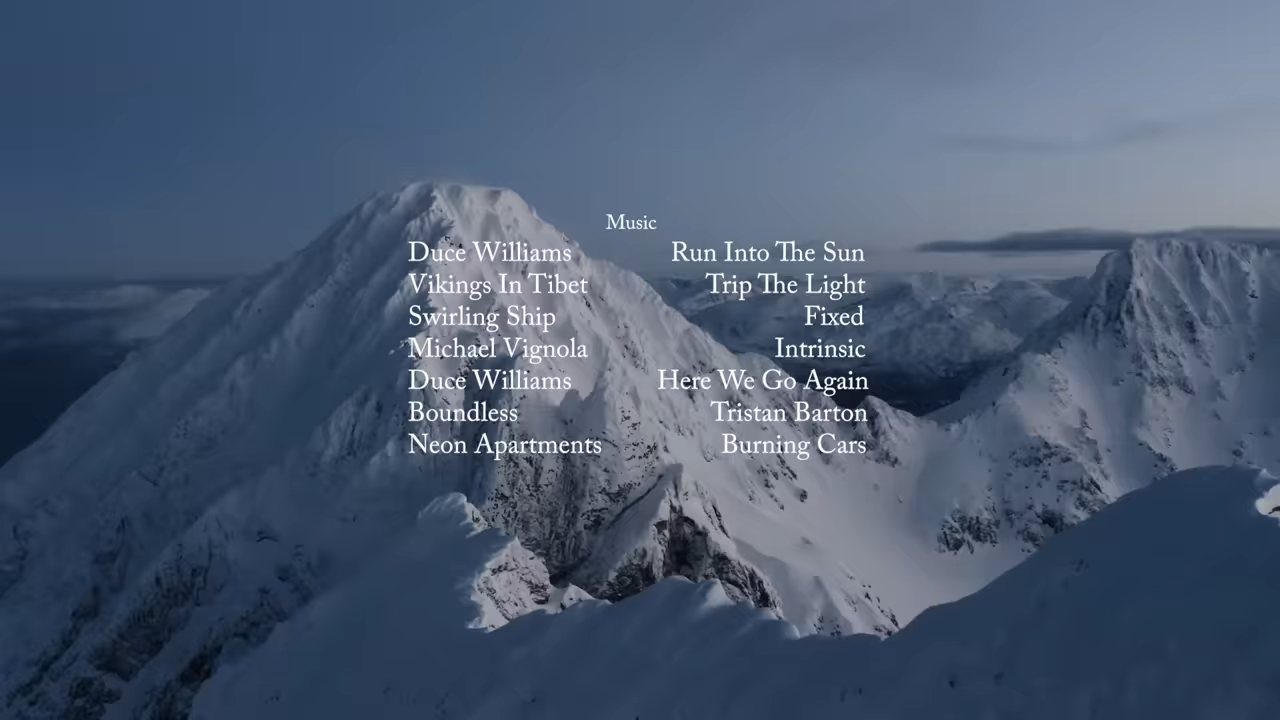 Music
Duce Williams Run Into The Sun
Vikings In Tibet Trip The Light
Swirling Ship Fixed
Michael Vignola Intrinsic
Duce Williams Here We Go Again
Boundless Tristan Barton
Neon Apartments Burning Cars